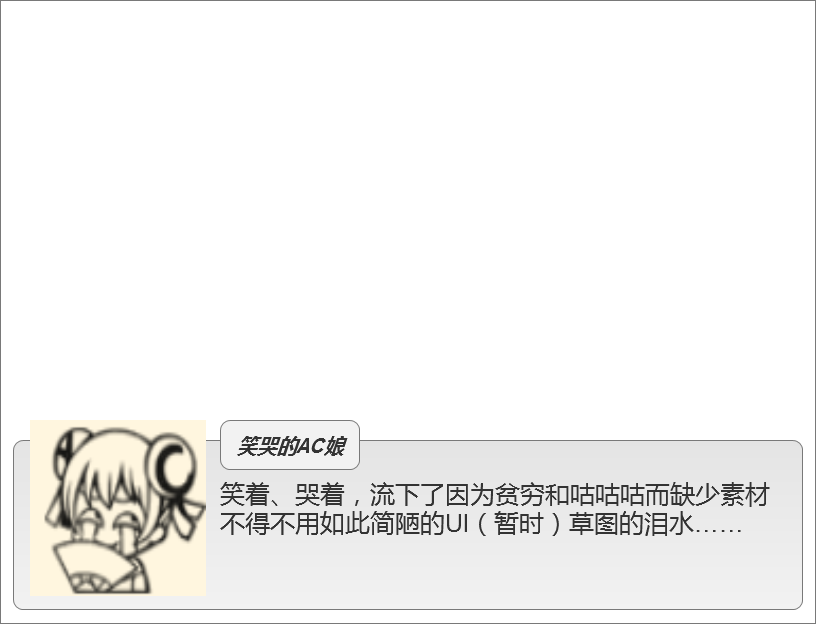 笑哭的AC娘
笑着、哭着，流下了因为贫穷和咕咕咕而缺少素材
不得不用如此简陋的UI（暂时）草图的泪水……